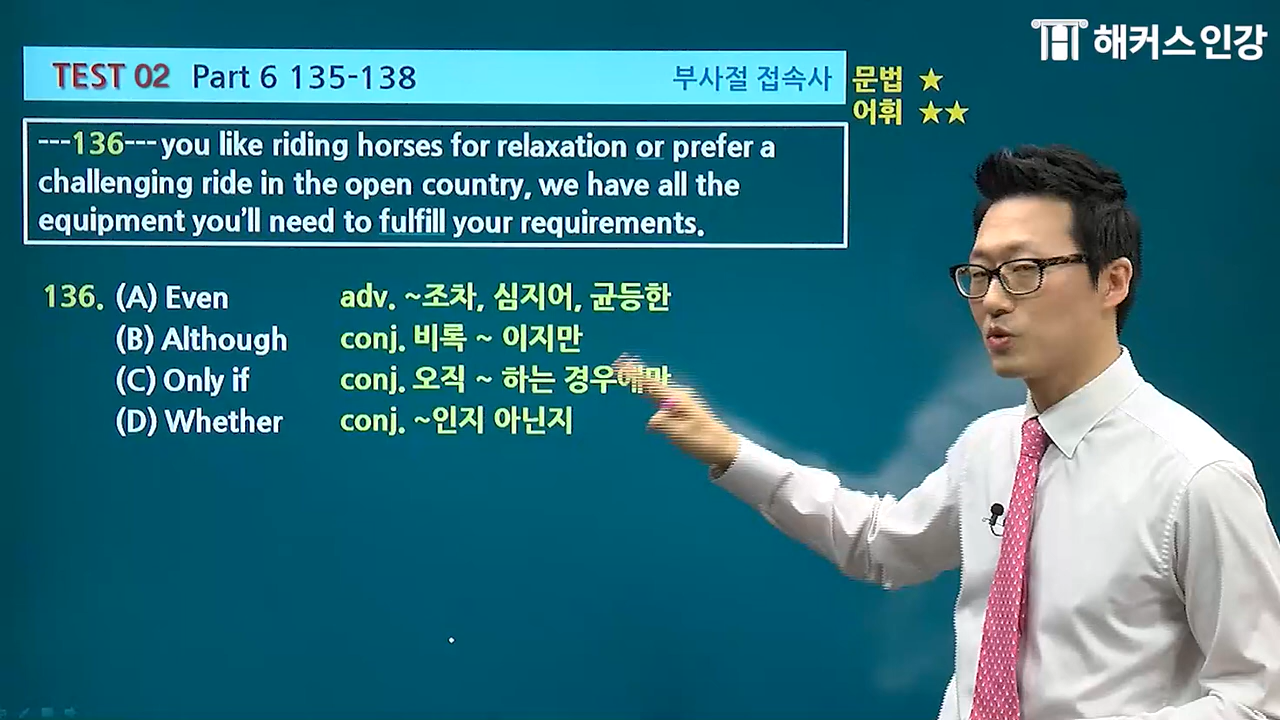 해커스인강
TEST 02 Part 6 135-138 부사절 접속사
문법 ★
어휘 ★★
---136--- you like riding horses for relaxation or prefer a
challenging ride in the open country, we have all the
equipment you'll need to fulfill your requirements.
136. (A) Even adv. ~조차, 심지어, 균등한
(B) Although conj. 비록 ~ 이지만
(C) Only if conj. 오직 ~ 하는 경우에만
(D) Whether conj. ~인지 아닌지